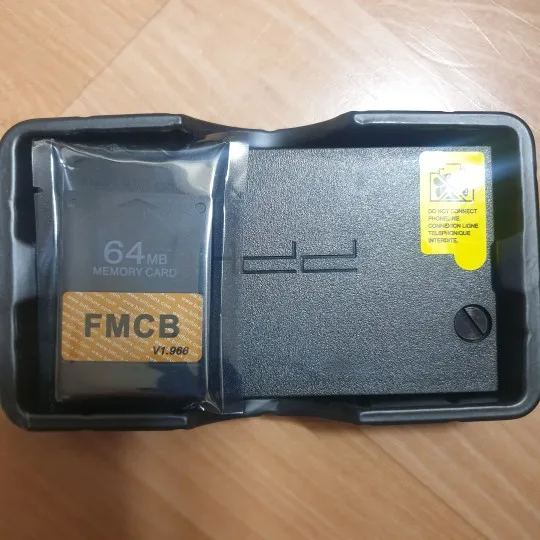 64MB
MEMORY CARD
FMCB
V1.966
DO NOT CONNECT
PHONELINE.
CONNEXION LIGNE
TELEPHONIQUE
INTERDITE.